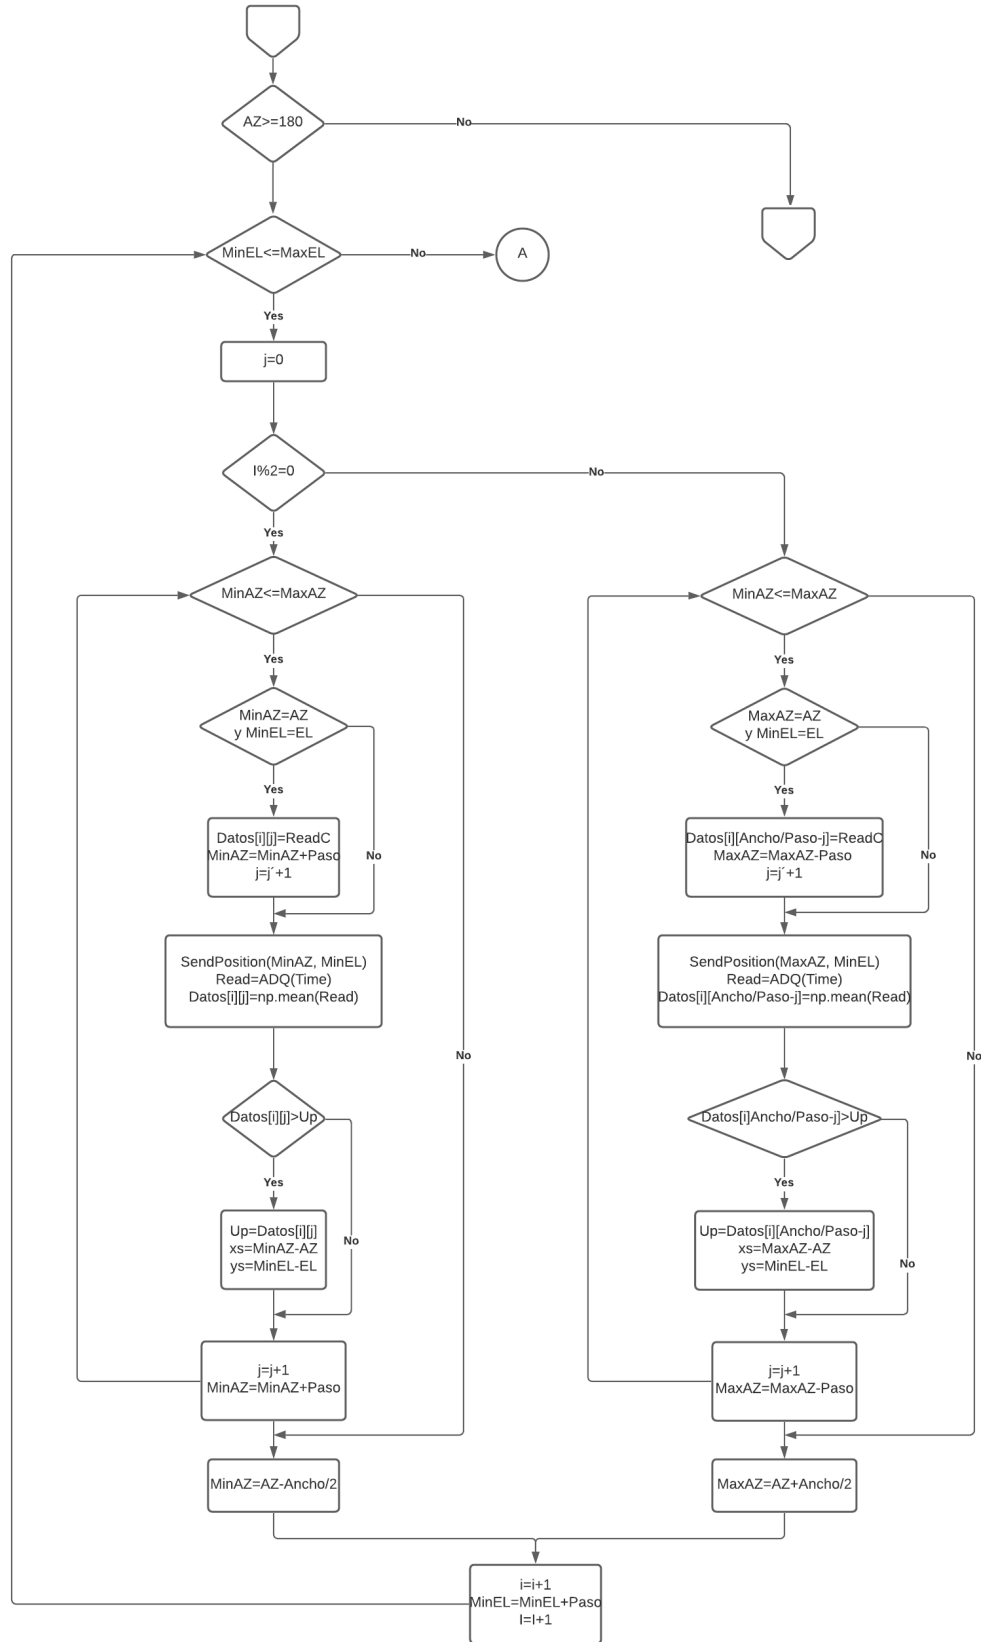 AZ>=180
No
MinEL<=MaxEL
No
A
Yes
j=0
I%2=0
No
Yes
MinAZ<=MaxAZ
Yes
MinAZ=AZ
y MinEL=EL
Yes
Datos[i][j]=ReadC
MinAZ=MinAZ+Paso
j=j´+1
No
SendPosition(MinAZ, MinEL)
Read=ADQ(Time)
Datos[i][j]=np.mean(Read)
No
Datos[i][j]>Up
Yes
Up=Datos[i][j]
xs=MinAZ-AZ
ys=MinEL-EL
No
j=j+1
MinAZ=MinAZ+Paso
MinAZ=AZ-Ancho/2
MinAZ<=MaxAZ
Yes
MaxAZ=AZ
y MinEL=EL
Yes
Datos[i][Ancho/Paso-j]=ReadC
MaxAZ=MaxAZ-Paso
j=j´+1
No
SendPosition(MaxAZ, MinEL)
Read=ADQ(Time)
Datos[i][Ancho/Paso-j]=np.mean(Read)
No
Datos[i]Ancho/Paso-j]>Up
Yes
Up=Datos[i][Ancho/Paso-j]
xs=MaxAZ-AZ
ys=MinEL-EL
No
j=j+1
MaxAZ=MaxAZ-Paso
MaxAZ=AZ+Ancho/2
i=i+1
MinEL=MinEL+Paso
I=I+1